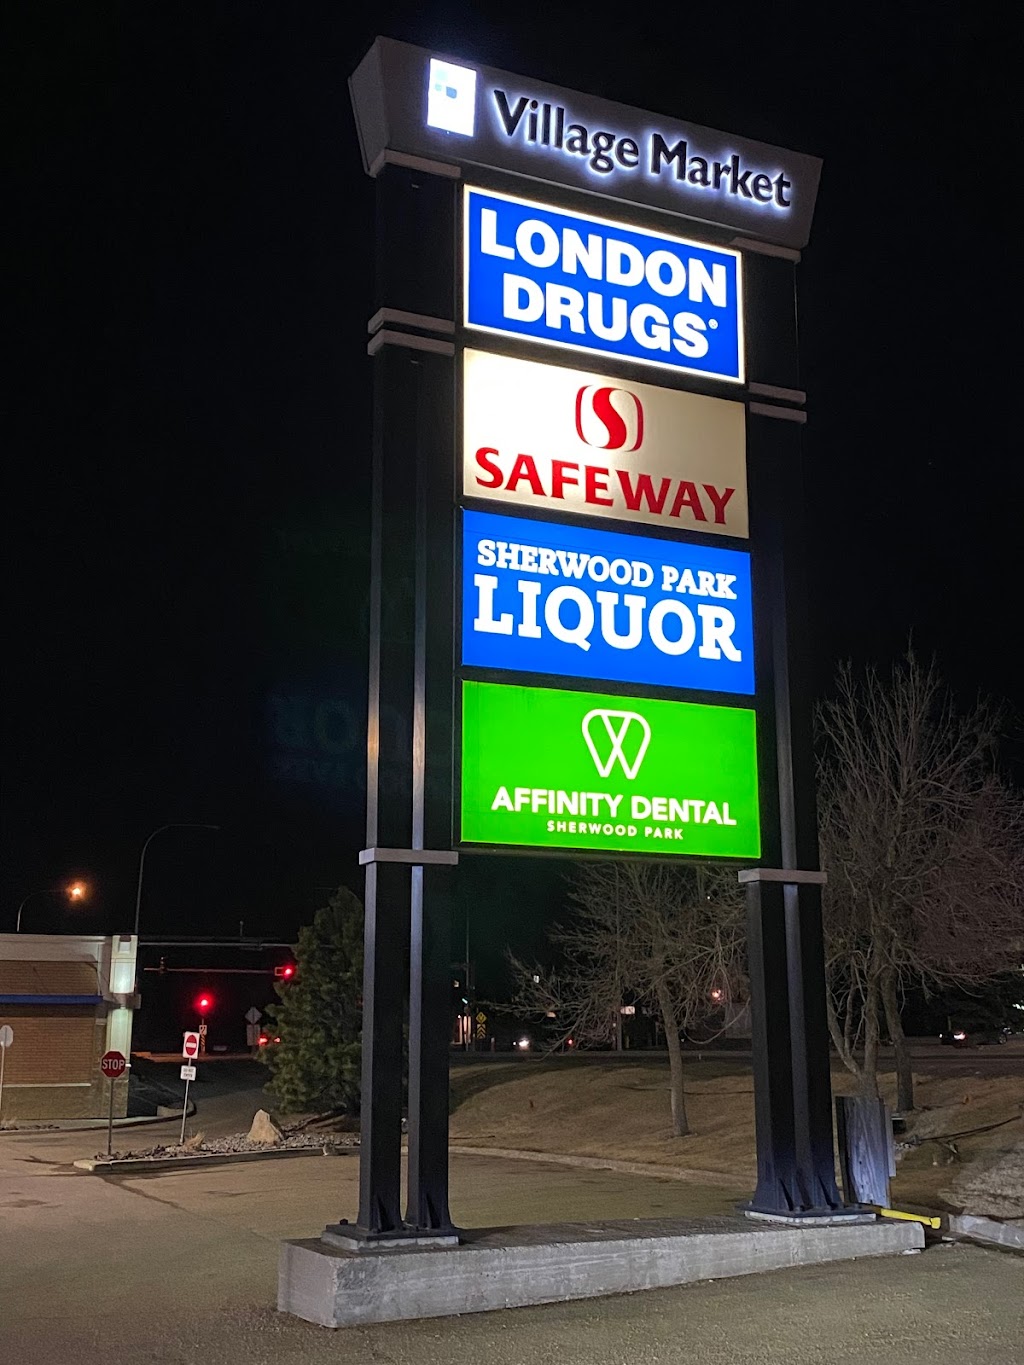 Village Market
LONDON
DRUGS
SAFEWAY
SHERWOOD PARK
LIQUOR
AFFINITY DENTAL
SHERWOOD PARK
STOP